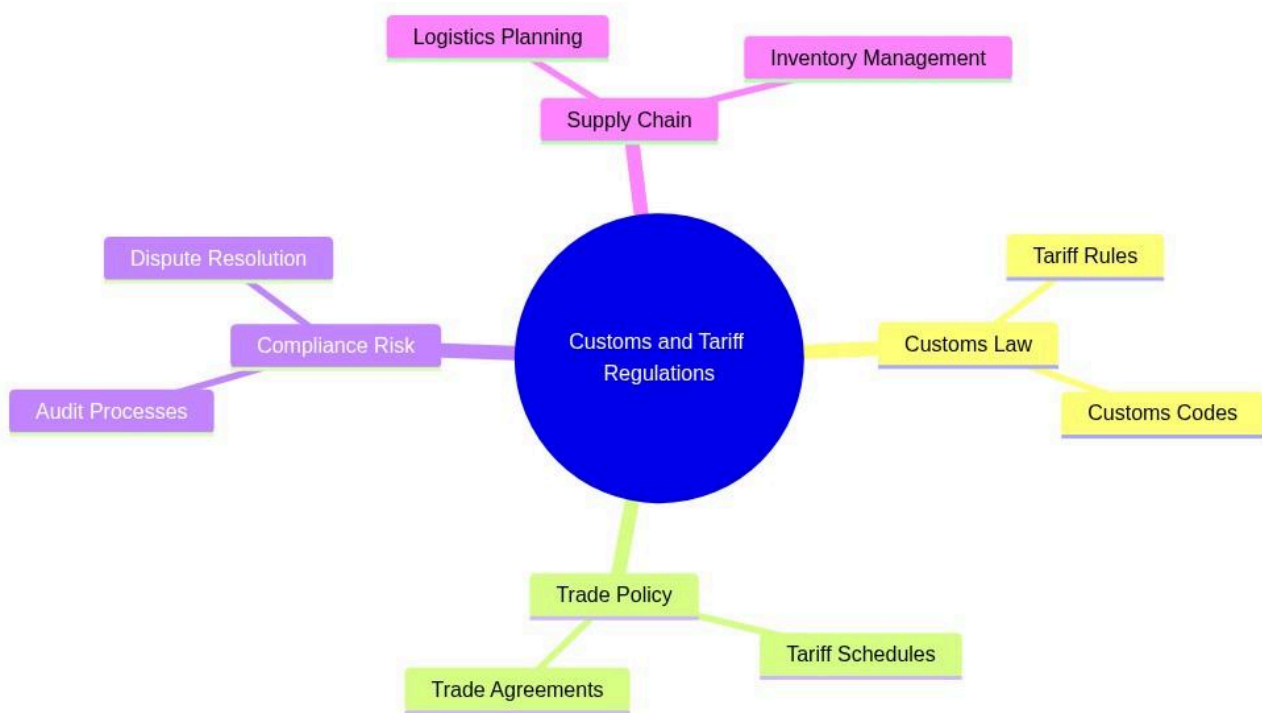 Logistics Planning
Inventory Management
Supply Chain
Dispute Resolution
Tariff Rules
Compliance Risk
Customs and Tariff
Regulations
Customs Law
Audit Processes
Customs Codes
Trade Policy
Tariff Schedules
Trade Agreements